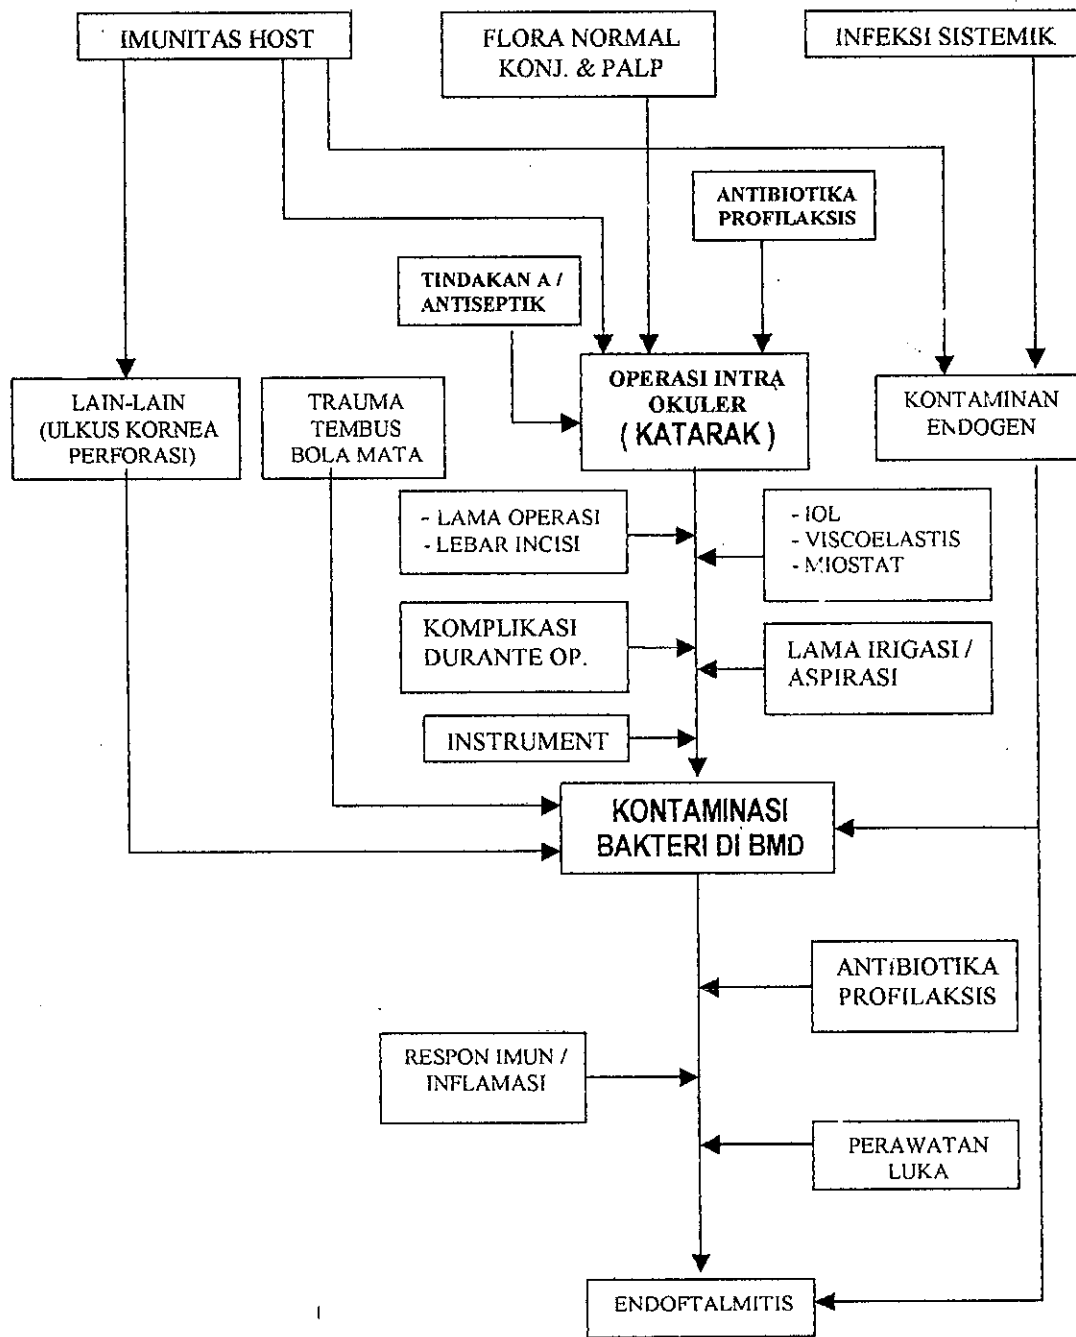 IMUNITAS HOST
FLORA NORMAL
KONJ. & PALP
INFEKSI SISTEMIK
ANTIBIOTIKA
PROFILAKSIS
TINDAKAN A /
ANTISEPTIK
LAIN-LAIN
(ULKUS KORNEA
PERFORASI)
TRAUMA
TEMBUS
BOLA MATA
OPERASI INTRA
OKULER
( KATARAK )
KONTAMINAN
ENDOGEN
- LAMA OPERASI
- LEBAR INCISI
- IOL
- VISCOELASTIS
- MIOSTAT
KOMPLIKASI
DURANTE OP.
LAMA IRIGASI /
ASPIRASI
INSTRUMENT
KONTAMINASI
BAKTERI DI BMD
ANTIBIOTIKA
PROFILAKSIS
RESPON IMUN /
INFLAMASI
PERAWATAN
LUKA
ENDOFTALMITIS